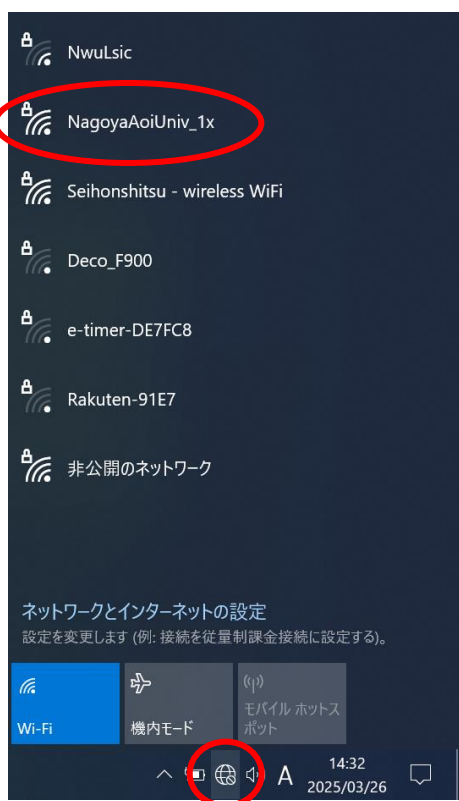 NwuLsic
NagoyaAoiUniv_1x
Seihonshitsu - wireless WiFi
Deco_F900
e-timer-DE7FC8
Rakuten-91E7
非公開のネットワーク
ネットワークとインターネットの設定
設定を変更します (例: 接続を従量制課金接続に設定する)。
Wi-Fi
機内モード
モバイル ホットス
ポット
A
14:32
2025/03/26